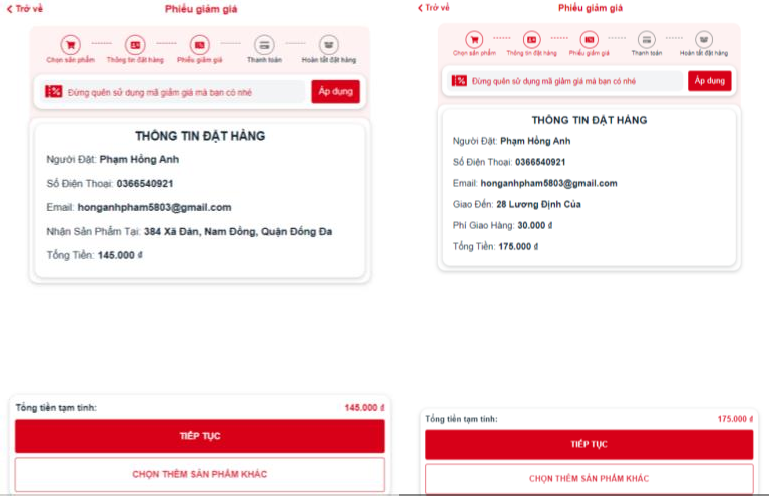 Trở về
Phiếu giảm giá
Chọn sản phẩm
Thông tin đặt hàng
Phiếu giảm giá
Thanh toán
Hoàn tất đặt hàng
Đừng quên sử dụng mã giảm giá mà bạn có nhé
Áp dụng
THÔNG TIN ĐẶT HÀNG
Người Đặt: Phạm Hồng Anh
Số Điện Thoại: 0366540921
Email: honganhpham5803@gmail.com
Nhận Sản Phẩm Tại: 384 Xã Đàn, Nam Đồng, Quận Đống Đa
Tổng Tiền: 145.000 đ
Tổng tiền tạm tính:
145.000 đ
TIẾP TỤC
CHỌN THÊM SẢN PHẨM KHÁC
Trở về
Phiếu giảm giá
Chọn sản phẩm
Thông tin đặt hàng
Phiếu giảm giá
Thanh toán
Hoàn tất đặt hàng
Đừng quên sử dụng mã giảm giá mà bạn có nhé
Áp dụng
THÔNG TIN ĐẶT HÀNG
Người Đặt: Phạm Hồng Anh
Số Điện Thoại: 0366540921
Email: honganhpham5803@gmail.com
Giao Đến: 28 Lương Định Của
Phí Giao Hàng: 30.000 đ
Tổng Tiền: 175.000 đ
Tổng tiền tạm tính:
175.000 đ
TIẾP TỤC
CHỌN THÊM SẢN PHẨM KHÁC